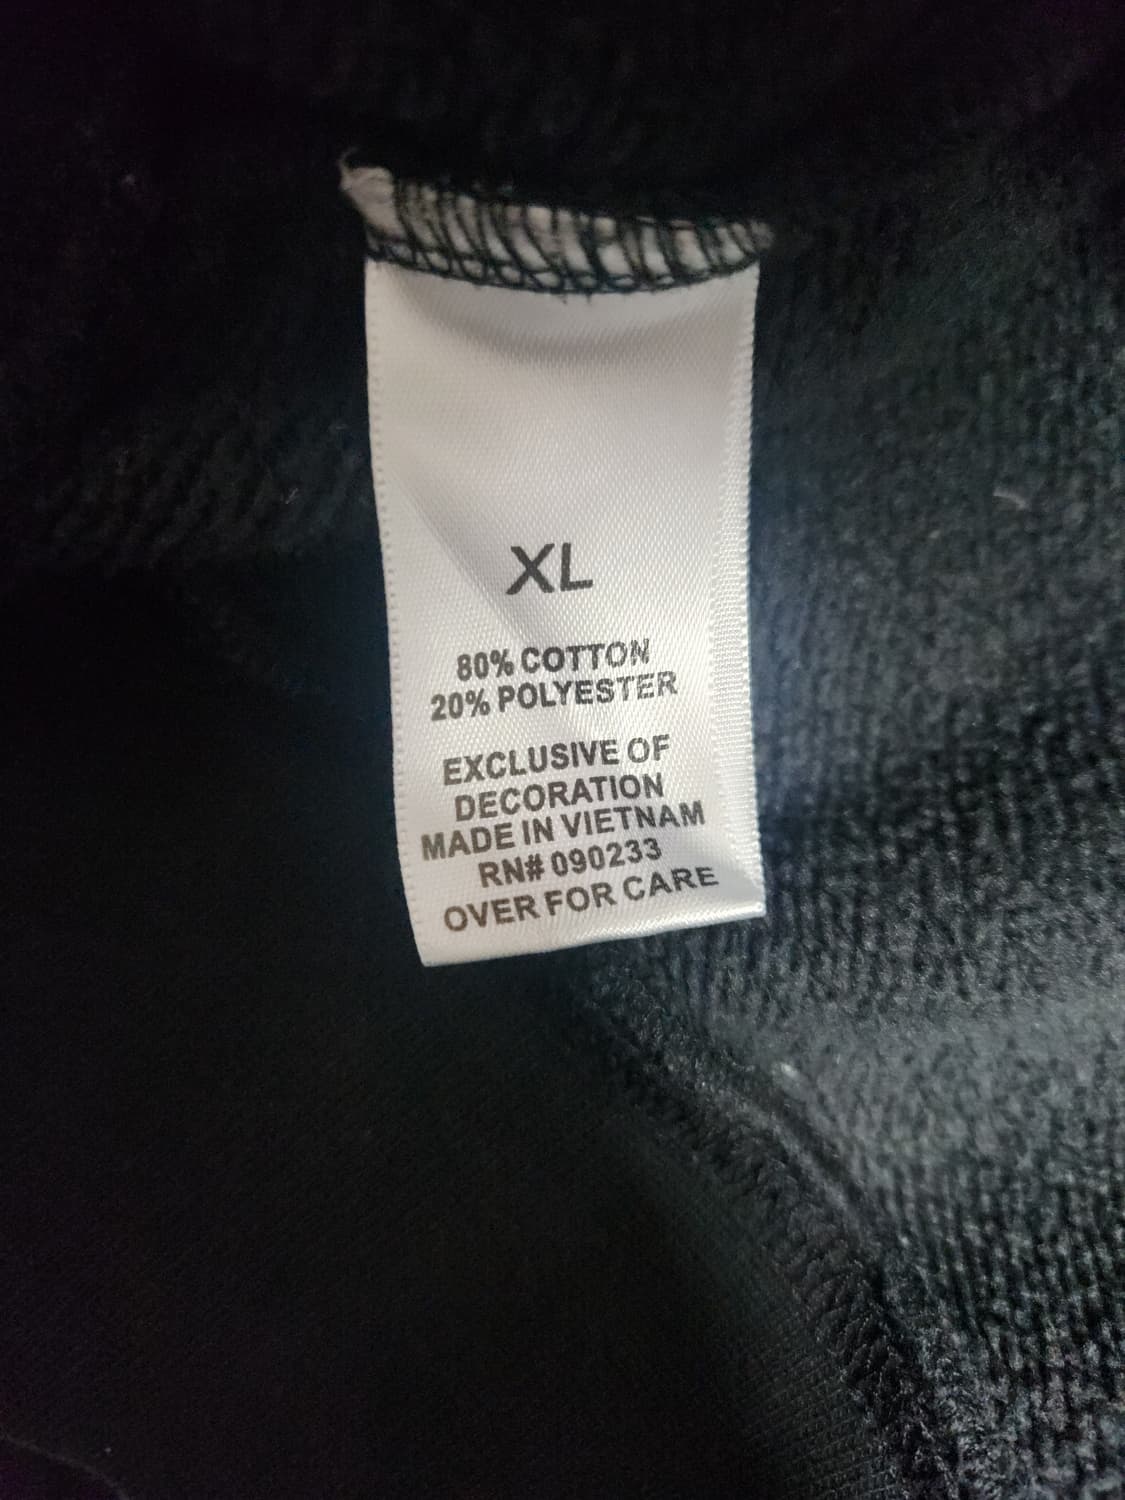 XL
80% COTTON
20% POLYESTER
EXCLUSIVE OF
DECORATION
MADE IN VIETNAM
RN# 090233
OVER FOR CARE